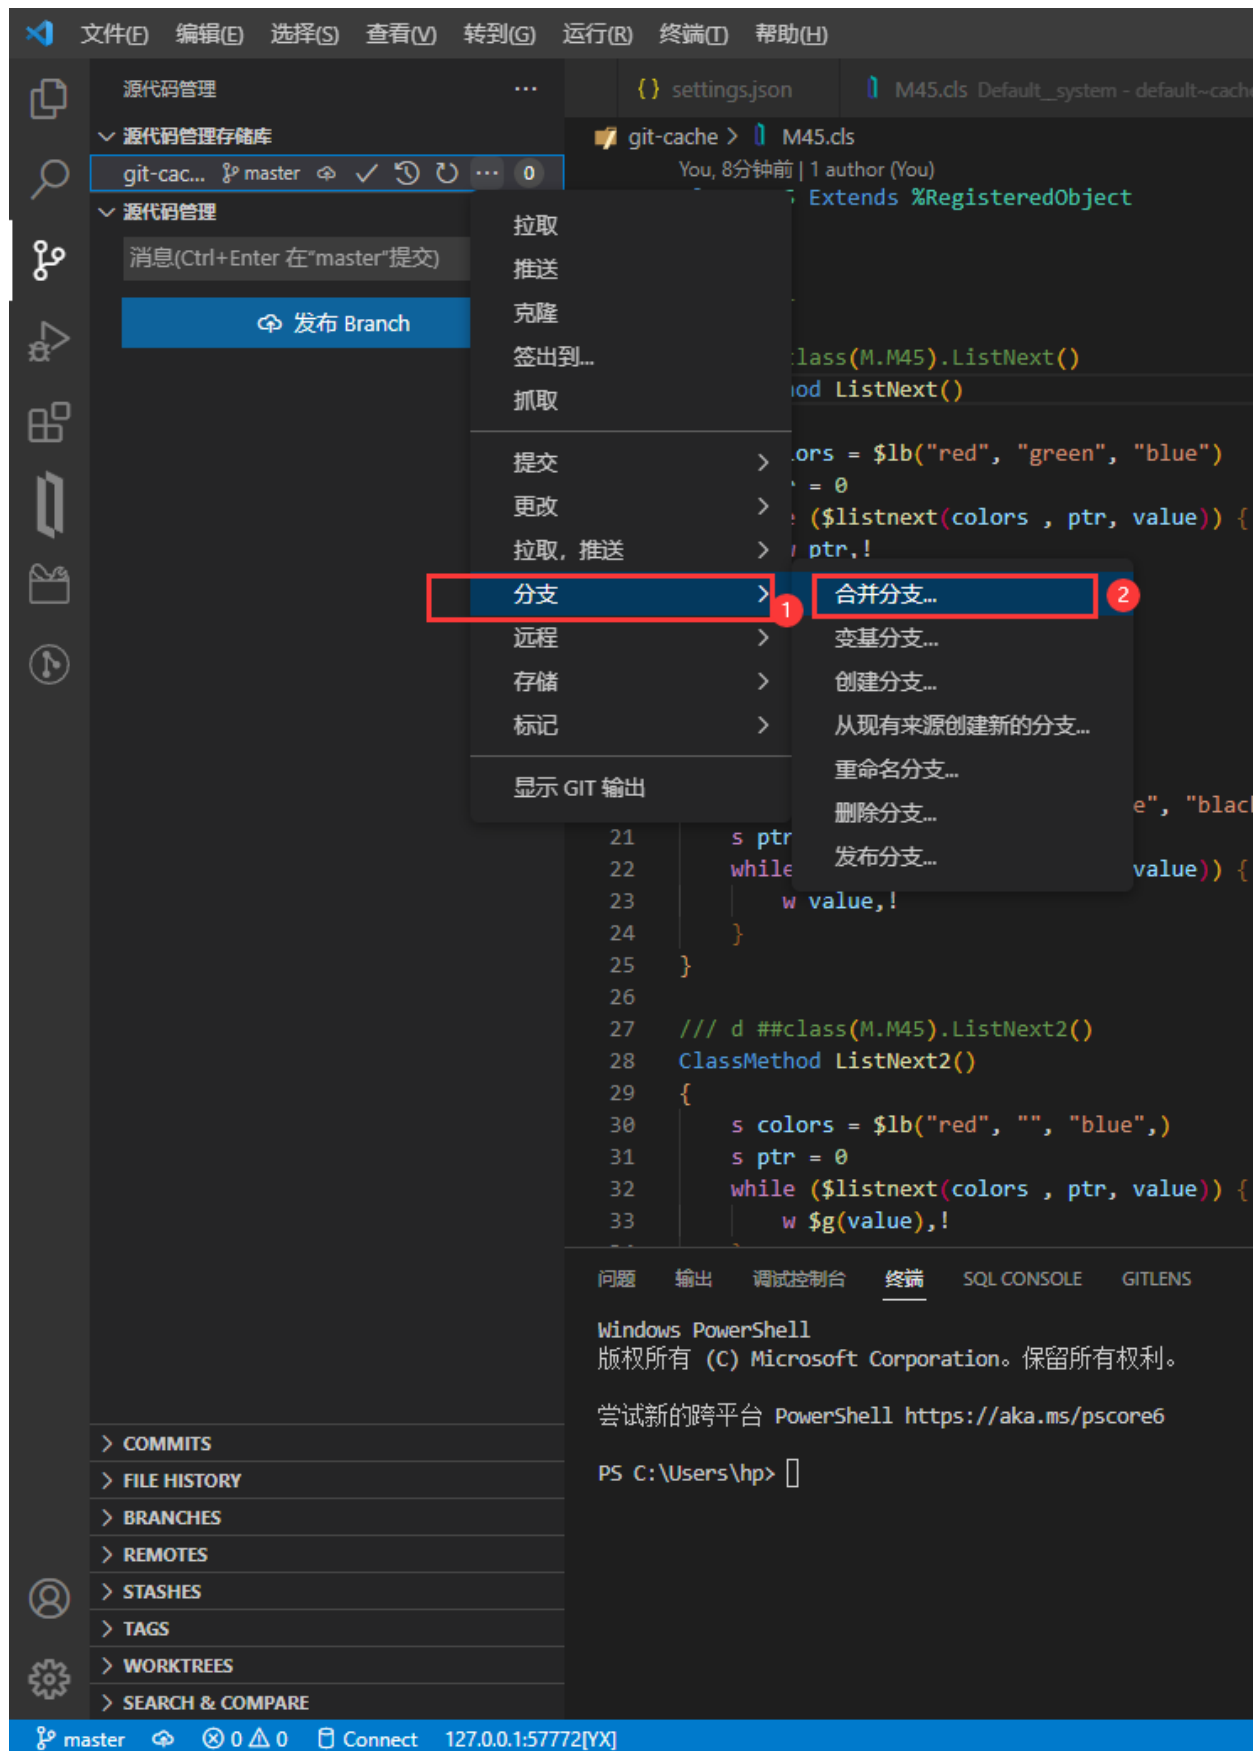 文件(F) 编辑(E) 选择(S) 查看(V) 转到(G) 运行(R) 终端(T) 帮助(H)
源代码管理 ···
{} settings.json M45.cls Default__system - default~cach
源代码管理存储库
git-cache > M45.cls
git-cac... master ··· 0
You, 8分钟前 | 1 author (You)
Extends %RegisteredObject
源代码管理
消息(Ctrl+Enter 在"master"提交)
发布 Branch
拉取
推送
克隆
签出到...
抓取
提交
更改
拉取，推送
分支
远程
存储
标记
显示 GIT 输出
1
合并分支...
2
变基分支...
创建分支...
从现有来源创建新的分支...
重命名分支...
删除分支...
发布分支...
lass(M.M45).ListNext()
od ListNext()
ors = $lb("red", "green", "blue")
= 0
($listnext(colors , ptr, value)) {
w ptr,!
e", "blac
21 s ptr
22 while value)) {
23 w value,!
24 }
25 }
26
27 /// d ##class(M.M45).ListNext2()
28 ClassMethod ListNext2()
29 {
30 s colors = $lb("red", "", "blue",)
31 s ptr = 0
32 while ($listnext(colors , ptr, value)) {
33 w $g(value),!
问题 输出 调试控制台 终端 SQL CONSOLE GITLENS
Windows PowerShell
版权所有 (C) Microsoft Corporation。保留所有权利。
尝试新的跨平台 PowerShell https://aka.ms/pscore6
PS C:\Users\hp>
COMMITS
FILE HISTORY
BRANCHES
REMOTES
STASHES
TAGS
WORKTREES
SEARCH & COMPARE
master 0 0 Connect 127.0.0.1:57772[YX]